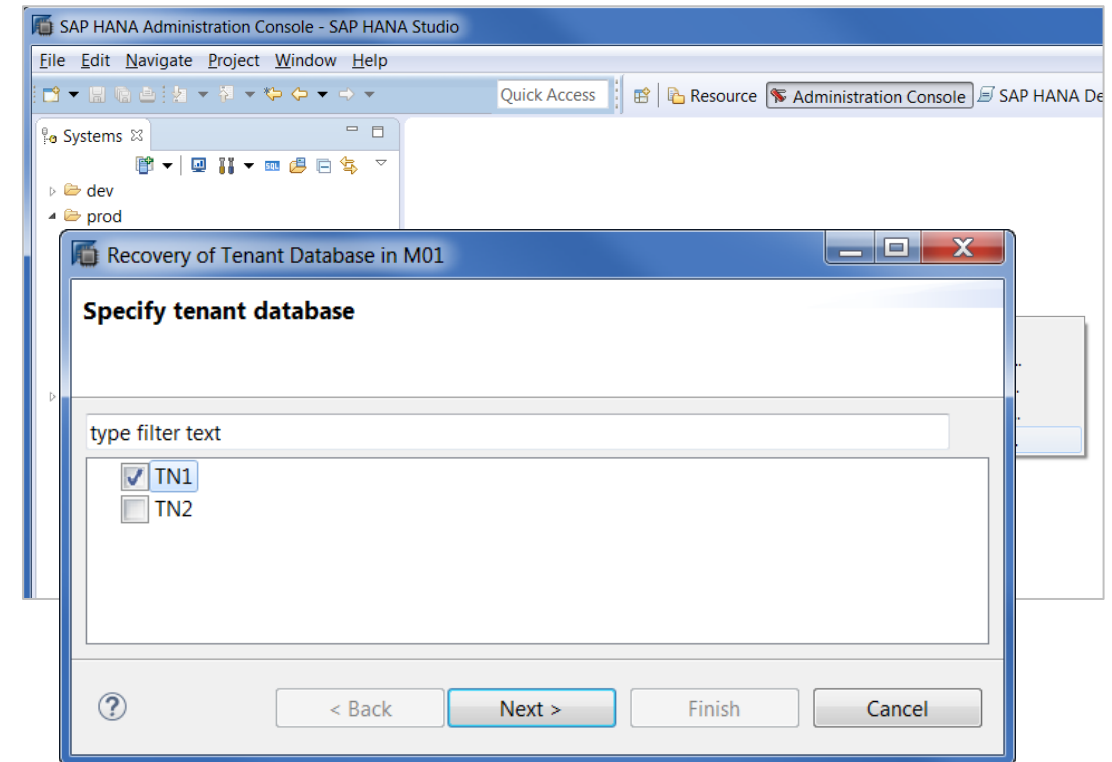 SAP HANA Administration Console - SAP HANA Studio
File Edit Navigate Project Window Help
Quick Access Resource Administration Console SAP HANA De
Systems
SQL
dev
prod
Recovery of Tenant Database in M01
Specify tenant database
type filter text
TN1
TN2
? < Back Next > Finish Cancel